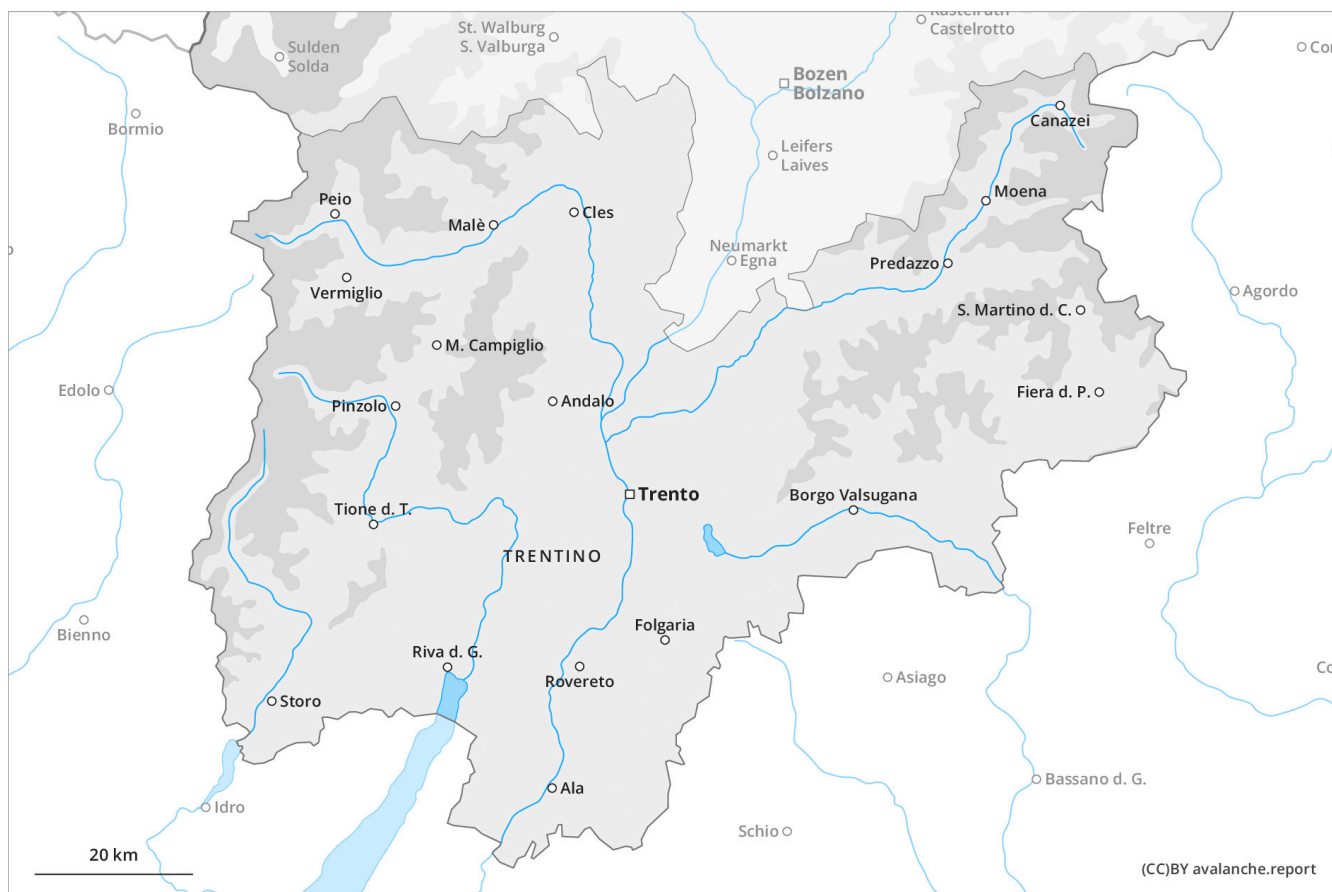 Kastelruth
Castelrotto
St. Walburg
S. Valburga
Sulden
Solda
Bozen
Bolzano
Bormio
Canazei
Leifers
Laives
Moena
Peio
Malè
Cles
Neumarkt
Egna
Predazzo
Vermiglio
Agordo
S. Martino d. C.
M. Campiglio
Edolo
Pinzolo
Andalo
Fiera d. P.
Trento
Borgo Valsugana
Tione d. T.
Feltre
TRENTINO
Bienno
Folgaria
Riva d. G.
Rovereto
Asiago
Storo
Idro
Ala
Bassano d. G.
Schio
20 km
(CC)BY avalanche.report